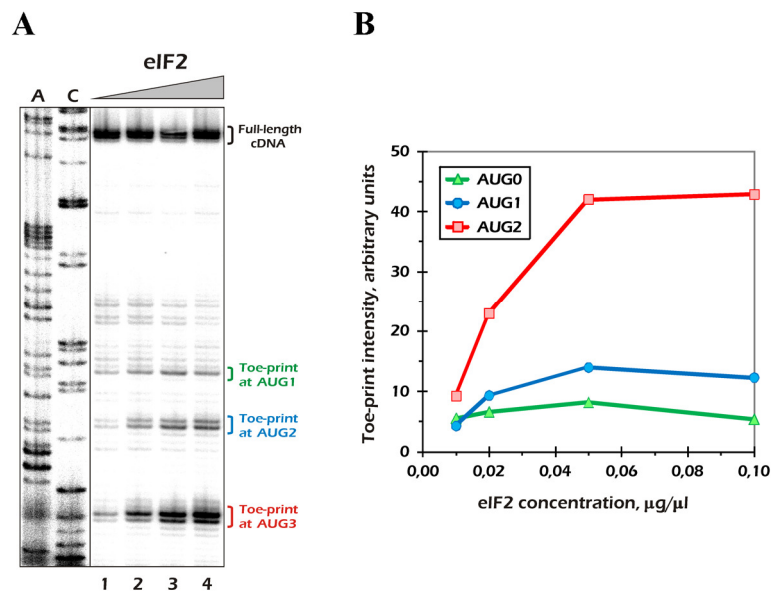 A
B
eIF2
A C
Full-length
cDNA
Toe-print
at AUG1
Toe-print
at AUG2
Toe-print
at AUG3
1 2 3 4
Toe-print intensity, arbitrary units
50
40
30
20
10
0
AUG0
AUG1
AUG2
0,00 0,02 0,04 0,06 0,08 0,10
eIF2 concentration, μg/μl